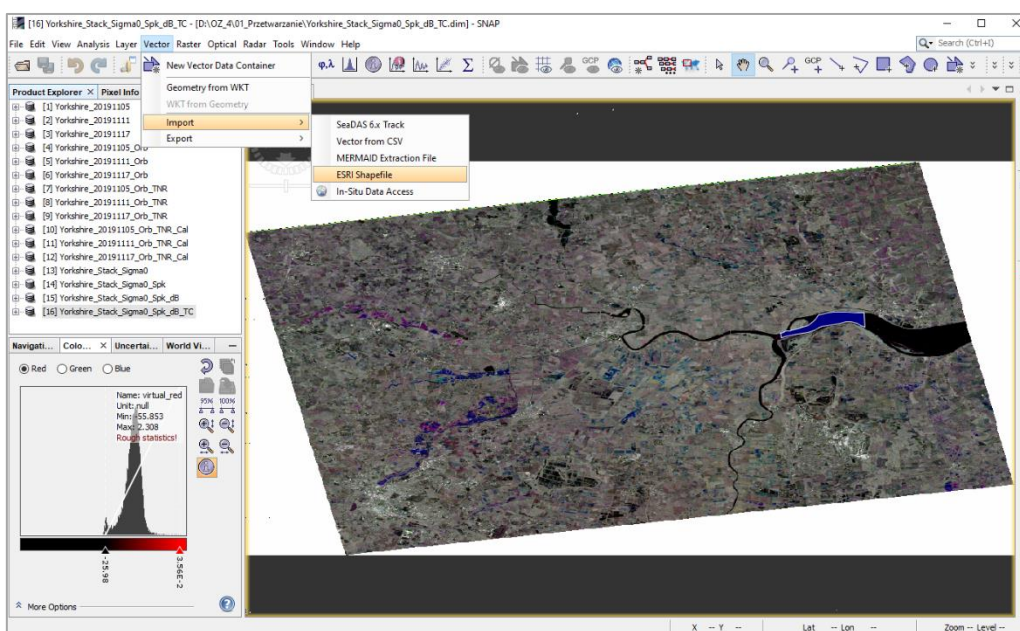 [16] Yorkshire_Stack_Sigma0_Spk_dB_TC - [D:\OZ_4\01_Przetwarzanie\Yorkshire_Stack_Sigma0_Spk_dB_TC.dim] - SNAP
File Edit View Analysis Layer Vector Raster Optical Radar Tools Window Help
Search (Ctrl+I)
New Vector Data Container
Geometry from WKT
WKT from Geometry
Import
Export
SeaDAS 6.x Track
Vector from CSV
MERMAID Extraction File
ESRI Shapefile
In-Situ Data Access
φ,λ
Σ
GCP
GCP
Product Explorer × Pixel Info
[1] Yorkshire_20191105
[2] Yorkshire_20191111
[3] Yorkshire_20191117
[4] Yorkshire_20191105_Orb
[5] Yorkshire_20191111_Orb
[6] Yorkshire_20191117_Orb
[7] Yorkshire_20191105_Orb_TNR
[8] Yorkshire_20191111_Orb_TNR
[9] Yorkshire_20191117_Orb_TNR
[10] Yorkshire_20191105_Orb_TNR_Cal
[11] Yorkshire_20191111_Orb_TNR_Cal
[12] Yorkshire_20191117_Orb_TNR_Cal
[13] Yorkshire_Stack_Sigma0
[14] Yorkshire_Stack_Sigma0_Spk
[15] Yorkshire_Stack_Sigma0_Spk_dB
[16] Yorkshire_Stack_Sigma0_Spk_dB_TC
Navigati... Colo... × Uncertai... World Vi...
Red Green Blue
Name: virtual_red
Unit: null
Min: -55.853
Max: 2.308
Rough statistics!
95% 100%
-25.98
3.56E-2
More Options
X -- Y -- Lat -- Lon -- Zoom -- Level --